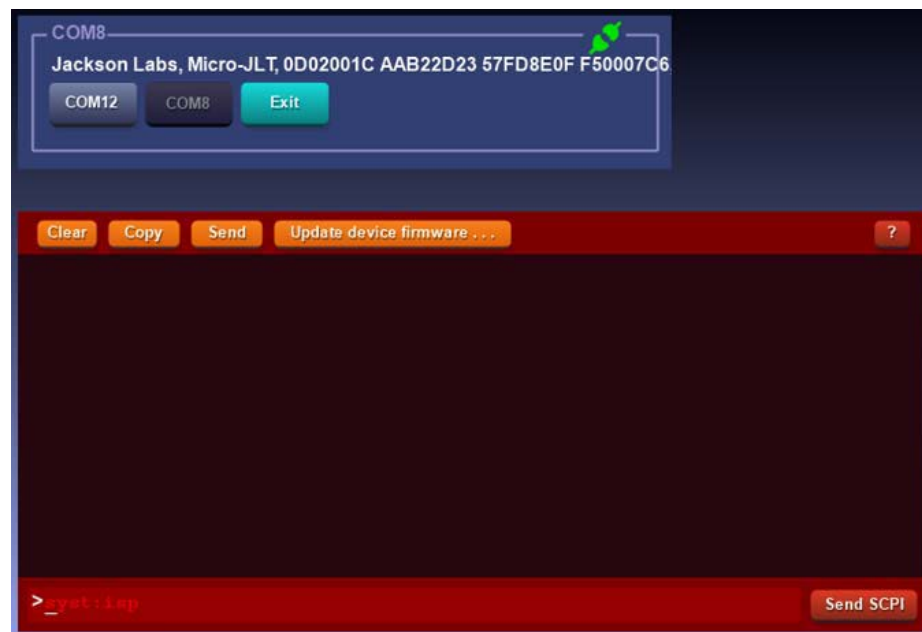 COM8
Jackson Labs, Micro-JLT, 0D02001C AAB22D23 57FD8E0F F50007C6
COM12 COM8 Exit
Clear Copy Send Update device firmware . . . ?
>_syst:isp Send SCPI